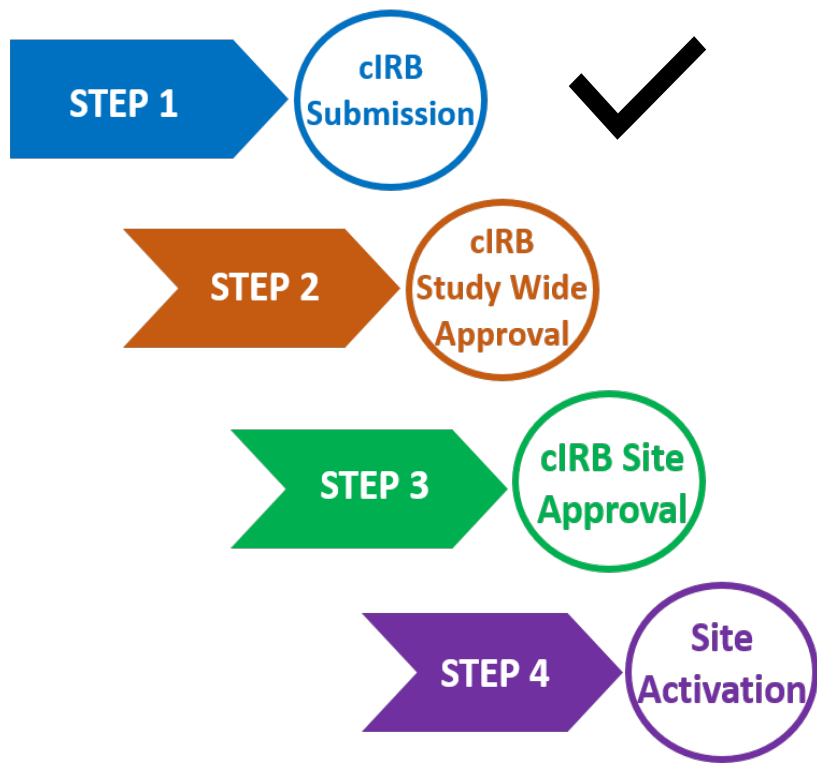 STEP 1
cIRB
Submission
STEP 2
cIRB
Study Wide
Approval
STEP 3
cIRB Site
Approval
STEP 4
Site
Activation